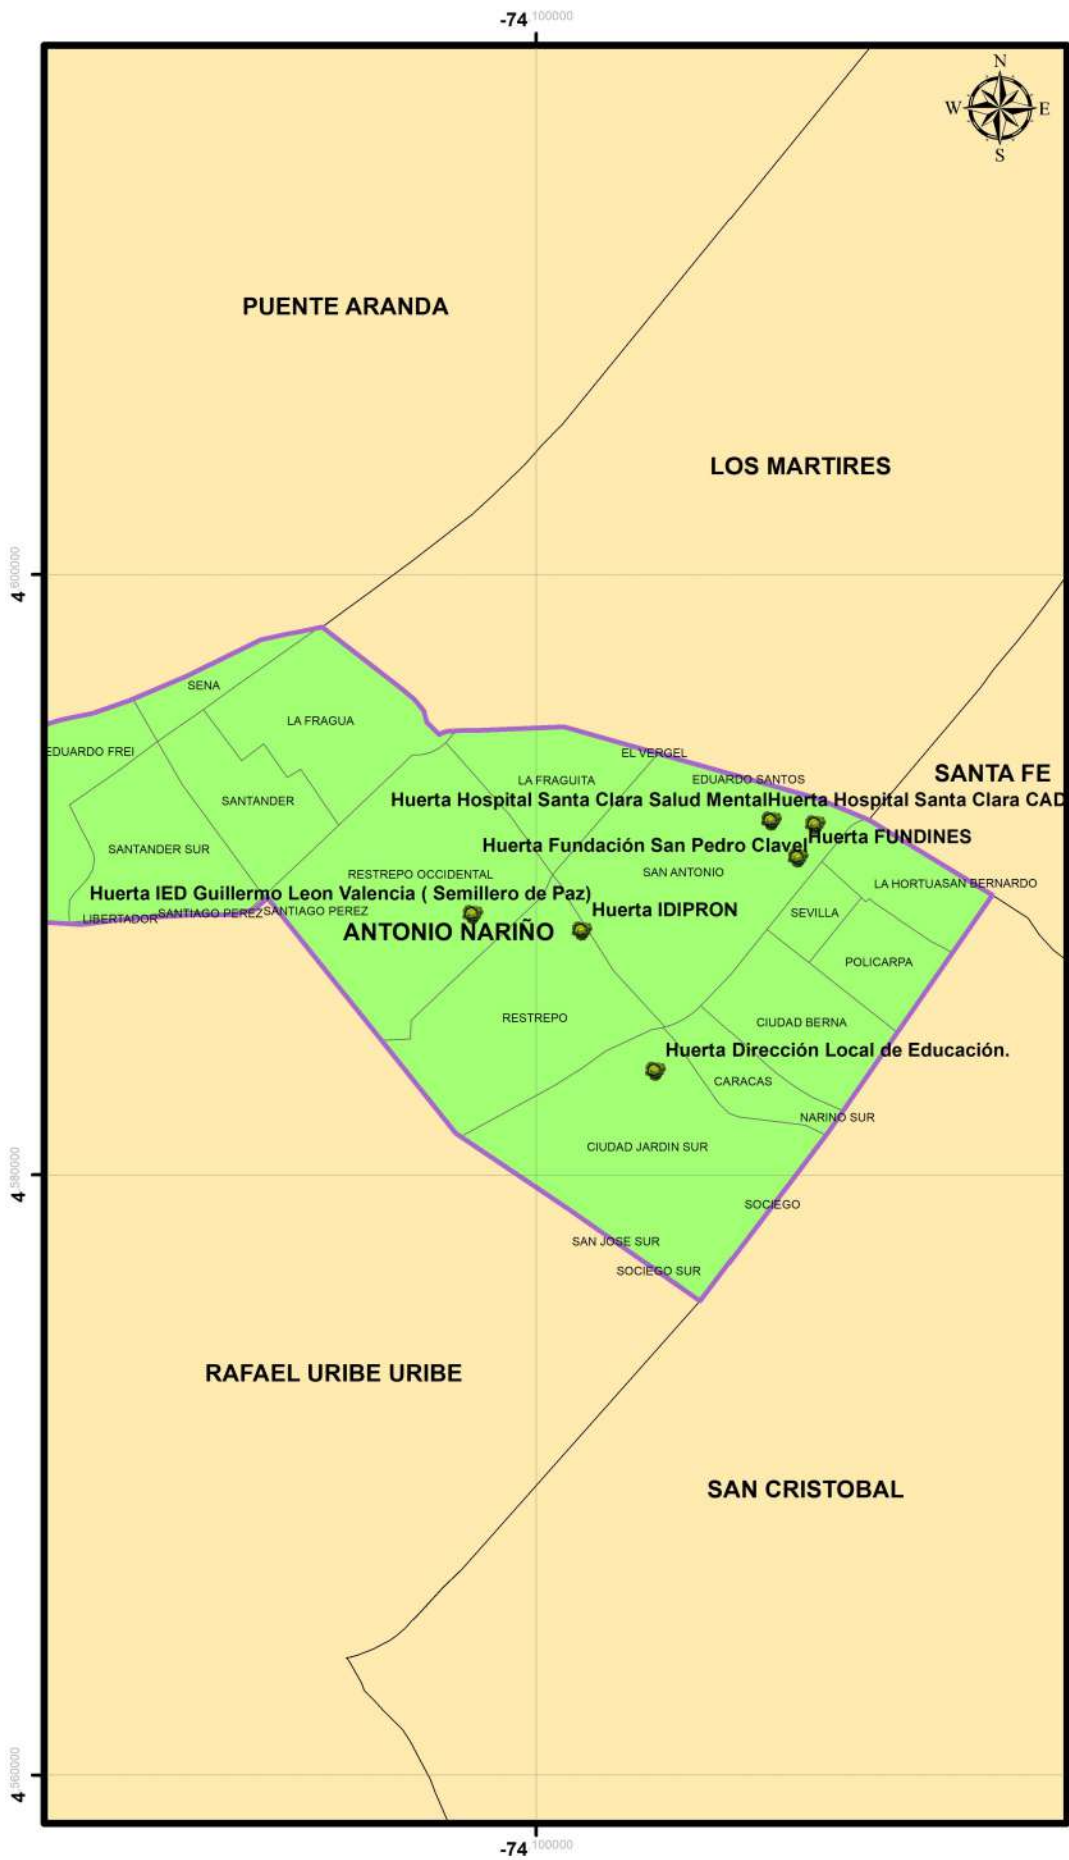 -74,100000
N
W E
S
PUENTE ARANDA
LOS MARTIRES
4,600000
SENA
LA FRAGUA
EDUARDO FREI
EL VERGEL
SANTA FE
LA FRAGUITA
EDUARDO SANTOS
SANTANDER
Huerta Hospital Santa Clara Salud Mental
Huerta Hospital Santa Clara CAD
Huerta FUNDINES
SANTANDER SUR
Huerta Fundación San Pedro Clavel
RESTREPO OCCIDENTAL
SAN ANTONIO
LA HORTUA
SAN BERNARDO
Huerta IED Guillermo Leon Valencia ( Semillero de Paz)
LIBERTADOR
SANTIAGO PEREZ
SANTIAGO PEREZ
Huerta IDIPRON
SEVILLA
ANTONIO NARIÑO
POLICARPA
RESTREPO
CIUDAD BERNA
Huerta Dirección Local de Educación.
CARACAS
NARINO SUR
CIUDAD JARDIN SUR
4,580000
SOCIEGO
SAN JOSE SUR
SOCIEGO SUR
RAFAEL URIBE URIBE
SAN CRISTOBAL
4,560000
-74,100000